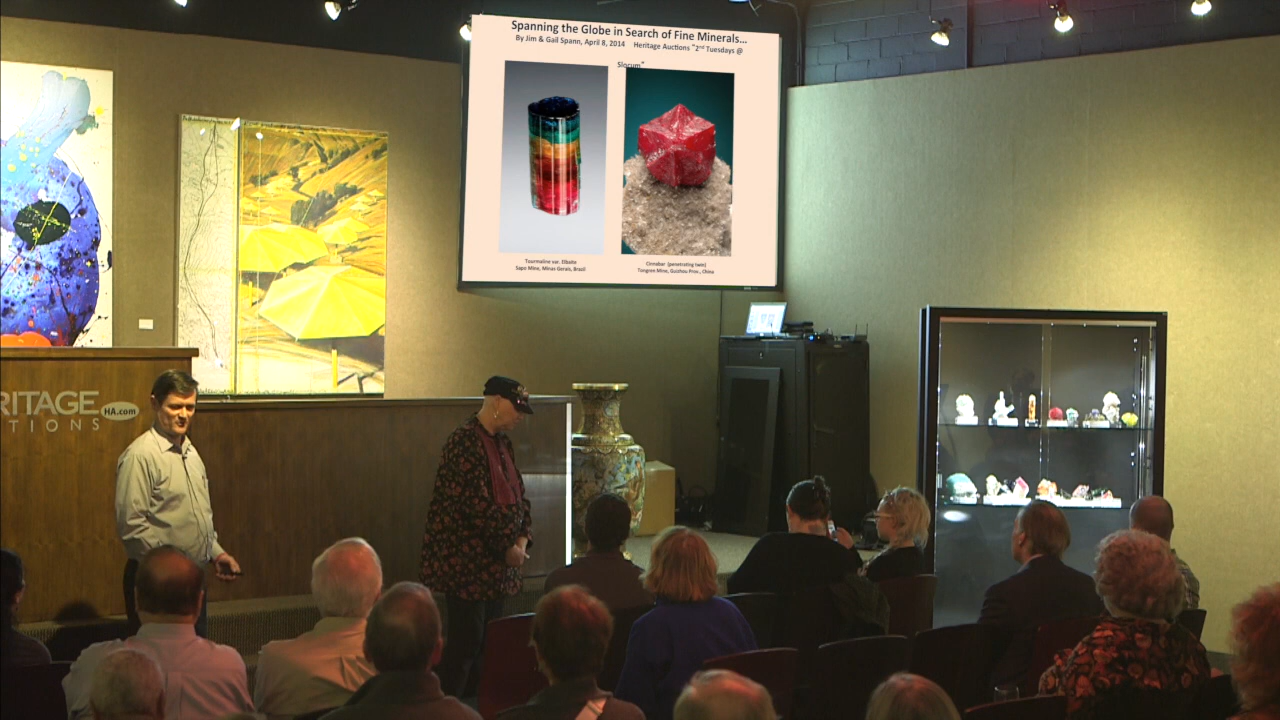 Spanning the Globe in Search of Fine Minerals...
By Jim & Gail Spann, April 8, 2014 Heritage Auctions "2nd Tuesdays @
Slocum"
Tourmaline var. Elbaite
Sapo Mine, Minas Gerais, Brazil
Cinnabar (penetrating twin)
Tongren Mine, Guizhou Prov., China
RITAGE
TIONS
HA.com